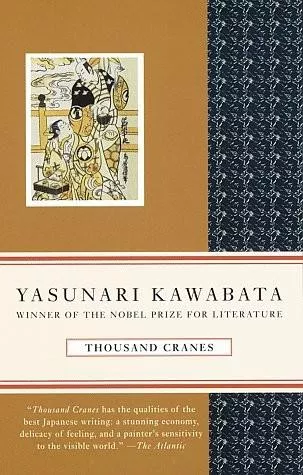 YASUNARI KAWABATA
WINNER OF THE NOBEL PRIZE FOR LITERATURE
THOUSAND CRANES
“Thousand Cranes has the qualities of the
best Japanese writing: a stunning economy,
delicacy of feeling, and a painter's sensitivity
to the visible world.” —The Atlantic